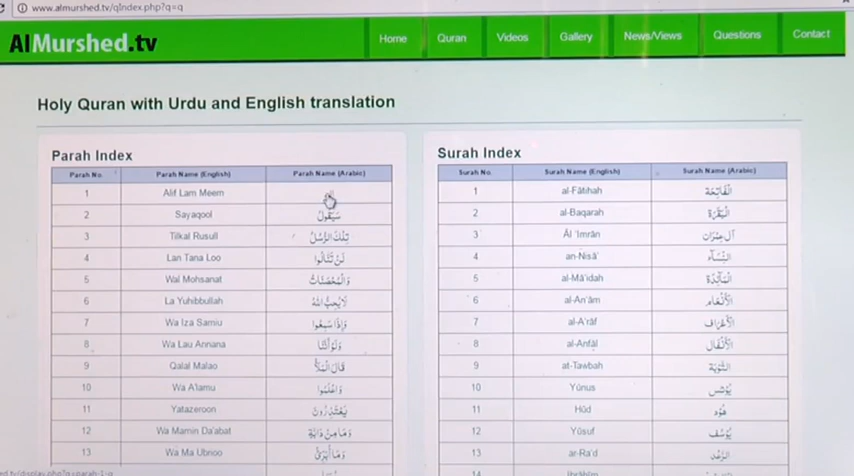 www.almurshed.tv/qIndex.php?q=q
AlMurshed.tv
Home Quran Videos Gallery News/Views Questions Contact
Holy Quran with Urdu and English translation
Parah Index
Parah No. Parah Name (English) Parah Name (Arabic)
1 Alif Lam Meem
2 Sayaqool سَيَقُولُ
3 Tilkal Rusull تِلْكَ الرُّسُلُ
4 Lan Tana Loo لَنْ تَنَالُوا
5 Wal Mohsanat وَالْمُحْصَنَاتُ
6 La Yuhibbullah لَا يُحِبُّ اللهُ
7 Wa Iza Samiu وَإِذَا سَمِعُوا
8 Wa Lau Annana وَلَوْ أَنَّنَا
9 Qalal Malao قَالَ الْمَلَأُ
10 Wa A'lamu وَاعْلَمُوا
11 Yatazeroon يَعْتَذِرُونَ
12 Wa Mamin Da'abat وَمَا مِنْ دَابَّةٍ
13 Wa Ma Ubrioo وَمَا أُبَرِّئُ
Surah Index
Surah No. Surah Name (English) Surah Name (Arabic)
1 al-Fātihah الْفَاتِحَة
2 al-Baqarah الْبَقَرَة
3 Āl 'Imrān آل عِمْرَان
4 an-Nisā' النِّسَآء
5 al-Mā'idah الْمَآئِدَة
6 al-An'ām الْأَنْعَام
7 al-A'rāf الْأَعْرَاف
8 al-Anfāl الْأَنْفَال
9 at-Tawbah التَّوْبَة
10 Yūnus يُونُس
11 Hūd هُود
12 Yūsuf يُوسُف
13 ar-Ra'd الرَّعْد
14 Ibrāhīm